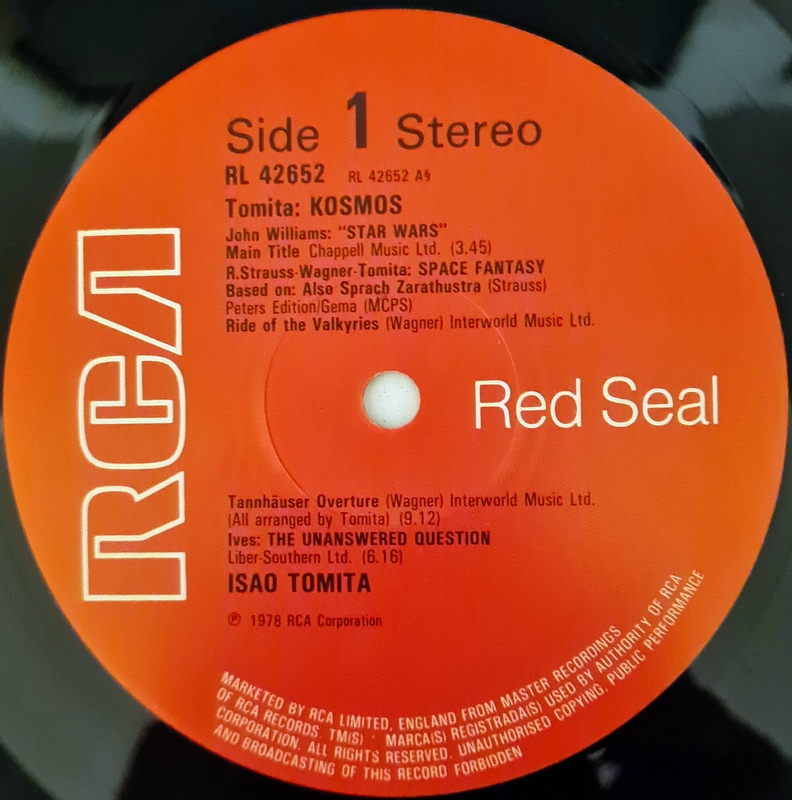 Side 1 Stereo
RL 42652 RL 42652 A§
Tomita: KOSMOS
John Williams: "STAR WARS"
Main Title Chappell Music Ltd. (3.45)
R.Strauss-Wagner-Tomita: SPACE FANTASY
Based on: Also Sprach Zarathustra (Strauss)
Peters Edition/Gema (MCPS)
Ride of the Valkyries (Wagner) Interworld Music Ltd.
RCA
Red Seal
Tannhäuser Overture (Wagner) Interworld Music Ltd.
(All arranged by Tomita) (9.12)
Ives: THE UNANSWERED QUESTION
Liber-Southern Ltd. (6.16)
ISAO TOMITA
℗ 1978 RCA Corporation
MARKETED BY RCA LIMITED, ENGLAND FROM MASTER RECORDINGS
OF RCA RECORDS. TM(S) · MARCA(S) REGISTRADA(S) USED BY AUTHORITY OF RCA
CORPORATION. ALL RIGHTS RESERVED. UNAUTHORISED COPYING, PUBLIC PERFORMANCE
AND BROADCASTING OF THIS RECORD FORBIDDEN